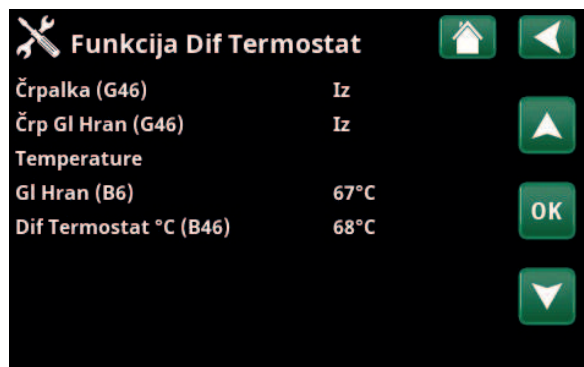 Funkcija Dif Termostat
Črpalka (G46) Iz
Črp Gl Hran (G46) Iz
Temperature
Gl Hran (B6) 67°C
Dif Termostat °C (B46) 68°C
OK